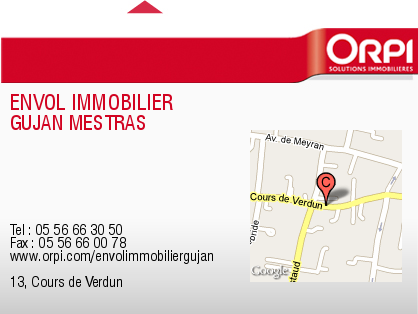 ORPI
SOLUTIONS IMMOBILIÈRES
ENVOL IMMOBILIER
GUJAN MESTRAS
Av. de Meyran
C
Cours de Verdun
Tel : 05 56 66 30 50
Fax : 05 56 66 00 78
www.orpi.com/envolimmobiliergujan
Google
13, Cours de Verdun